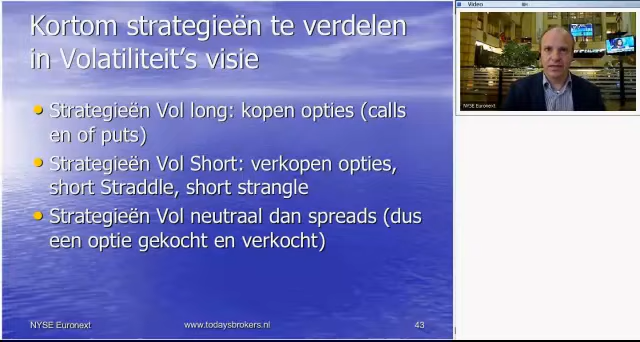 Kortom strategieën te verdelen
in Volatiliteit's visie
Strategieën Vol long: kopen opties (calls
en of puts)
Strategieën Vol Short: verkopen opties,
short Straddle, short strangle
Strategieën Vol neutraal dan spreads (dus
een optie gekocht en verkocht)
NYSE Euronext
www.todaysbrokers.nl
43
Video
NYSE Euronext